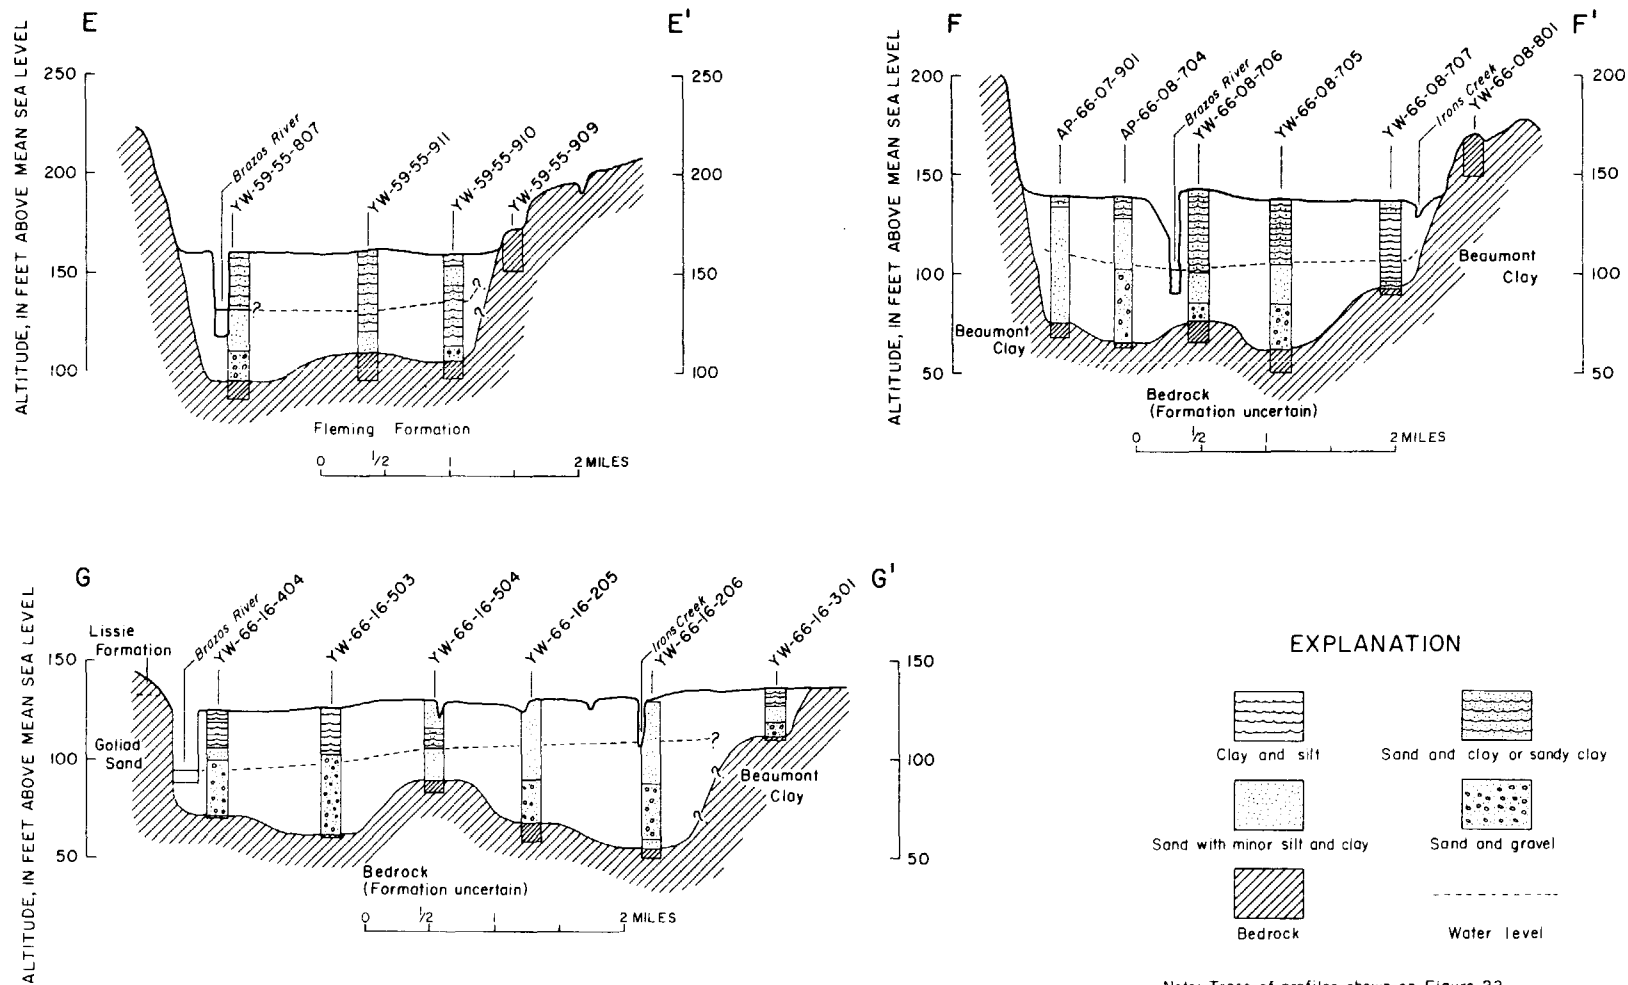 E
E'
ALTITUDE, IN FEET ABOVE MEAN SEA LEVEL
250
200
150
100
250
200
150
100
Brazos River
YW-59-55-807
YW-59-55-911
YW-59-55-910
YW-59-55-909
?
?
?
Fleming Formation
0 1/2 1 2 MILES
F
F'
ALTITUDE, IN FEET ABOVE MEAN SEA LEVEL
200
150
100
50
200
150
100
50
AP-66-07-901
AP-66-08-704
Brazos River
YW-66-08-706
YW-66-08-705
YW-66-08-707
Irons Creek
YW-66-08-801
Beaumont
Clay
Beaumont
Clay
Bedrock
(Formation uncertain)
0 1/2 1 2 MILES
G
G'
ALTITUDE, IN FEET ABOVE MEAN SEA LEVEL
150
100
50
150
100
50
Lissie
Formation
Brazos River
YW-66-16-404
YW-66-16-503
YW-66-16-504
YW-66-16-205
Irons Creek
YW-66-16-206
YW-66-16-301
Goliad
Sand
?
?
?
Beaumont
Clay
Bedrock
(Formation uncertain)
0 1/2 1 2 MILES
EXPLANATION
Clay and silt
Sand and clay or sandy clay
Sand with minor silt and clay
Sand and gravel
Bedrock
Water level
Note: Trace of profiles shown on Figure 22